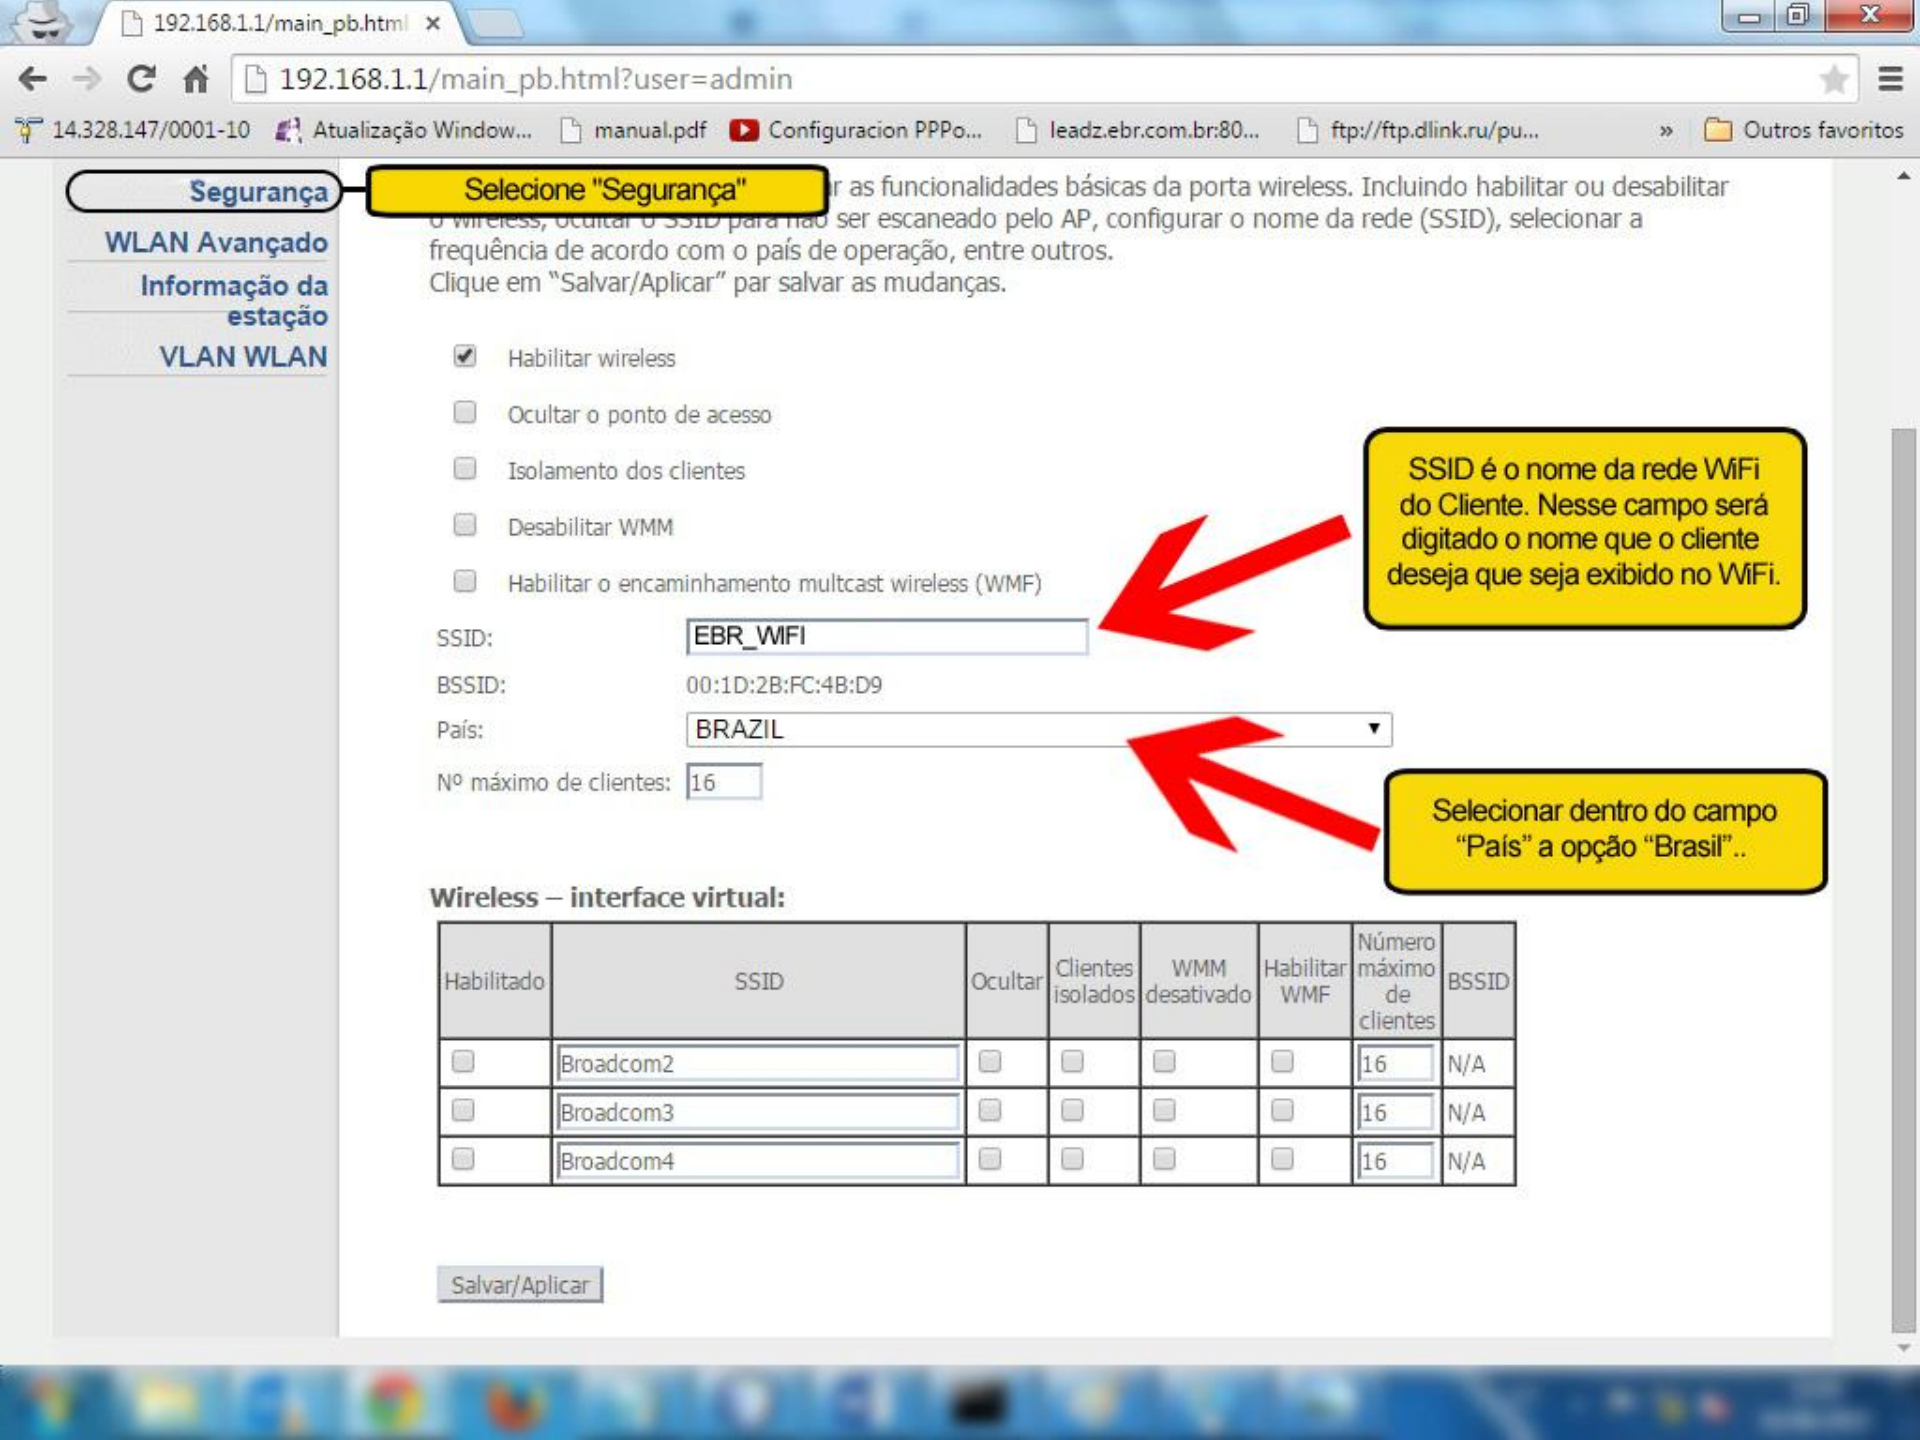 192.168.1.1/main_pb.html
192.168.1.1/main_pb.html?user=admin
14.328.147/0001-10
Atualização Window...
manual.pdf
Configuracion PPPo...
leadz.ebr.com.br:80...
ftp://ftp.dlink.ru/pu...
»
Outros favoritos
Segurança
WLAN Avançado
Informação da
estação
VLAN WLAN
Selecione "Segurança"
r as funcionalidades básicas da porta wireless. Incluindo habilitar ou desabilitar
o wireless, ocultar o SSID para não ser escaneado pelo AP, configurar o nome da rede (SSID), selecionar a
frequência de acordo com o país de operação, entre outros.
Clique em “Salvar/Aplicar” par salvar as mudanças.
Habilitar wireless
Ocultar o ponto de acesso
Isolamento dos clientes
Desabilitar WMM
Habilitar o encaminhamento multcast wireless (WMF)
SSID é o nome da rede WiFi
do Cliente. Nesse campo será
digitado o nome que o cliente
deseja que seja exibido no WiFi.
SSID: EBR_WIFI
BSSID: 00:1D:2B:FC:4B:D9
País: BRAZIL
Nº máximo de clientes: 16
Selecionar dentro do campo
“País” a opção “Brasil”..
Wireless – interface virtual:
Habilitado SSID Ocultar Clientes isolados WMM desativado Habilitar WMF Número máximo de clientes BSSID
Broadcom2 16 N/A
Broadcom3 16 N/A
Broadcom4 16 N/A
Salvar/Aplicar